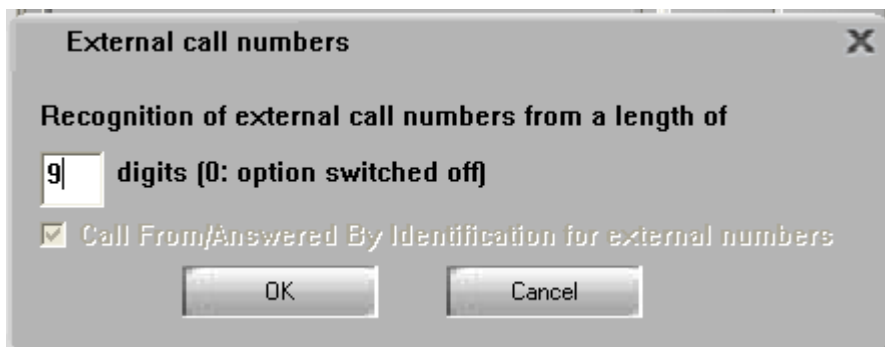 External call numbers
Recognition of external call numbers from a length of
9 digits (0: option switched off)
Call From/Answered By Identification for external numbers
OK Cancel